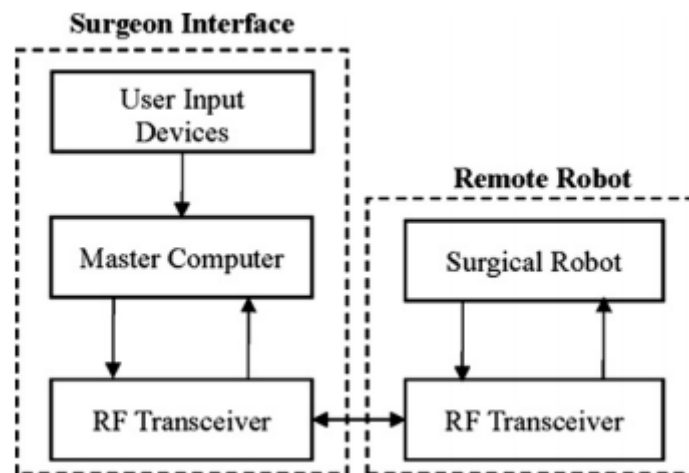 Surgeon Interface
User Input
Devices
Master Computer
RF Transceiver
Remote Robot
Surgical Robot
RF Transceiver